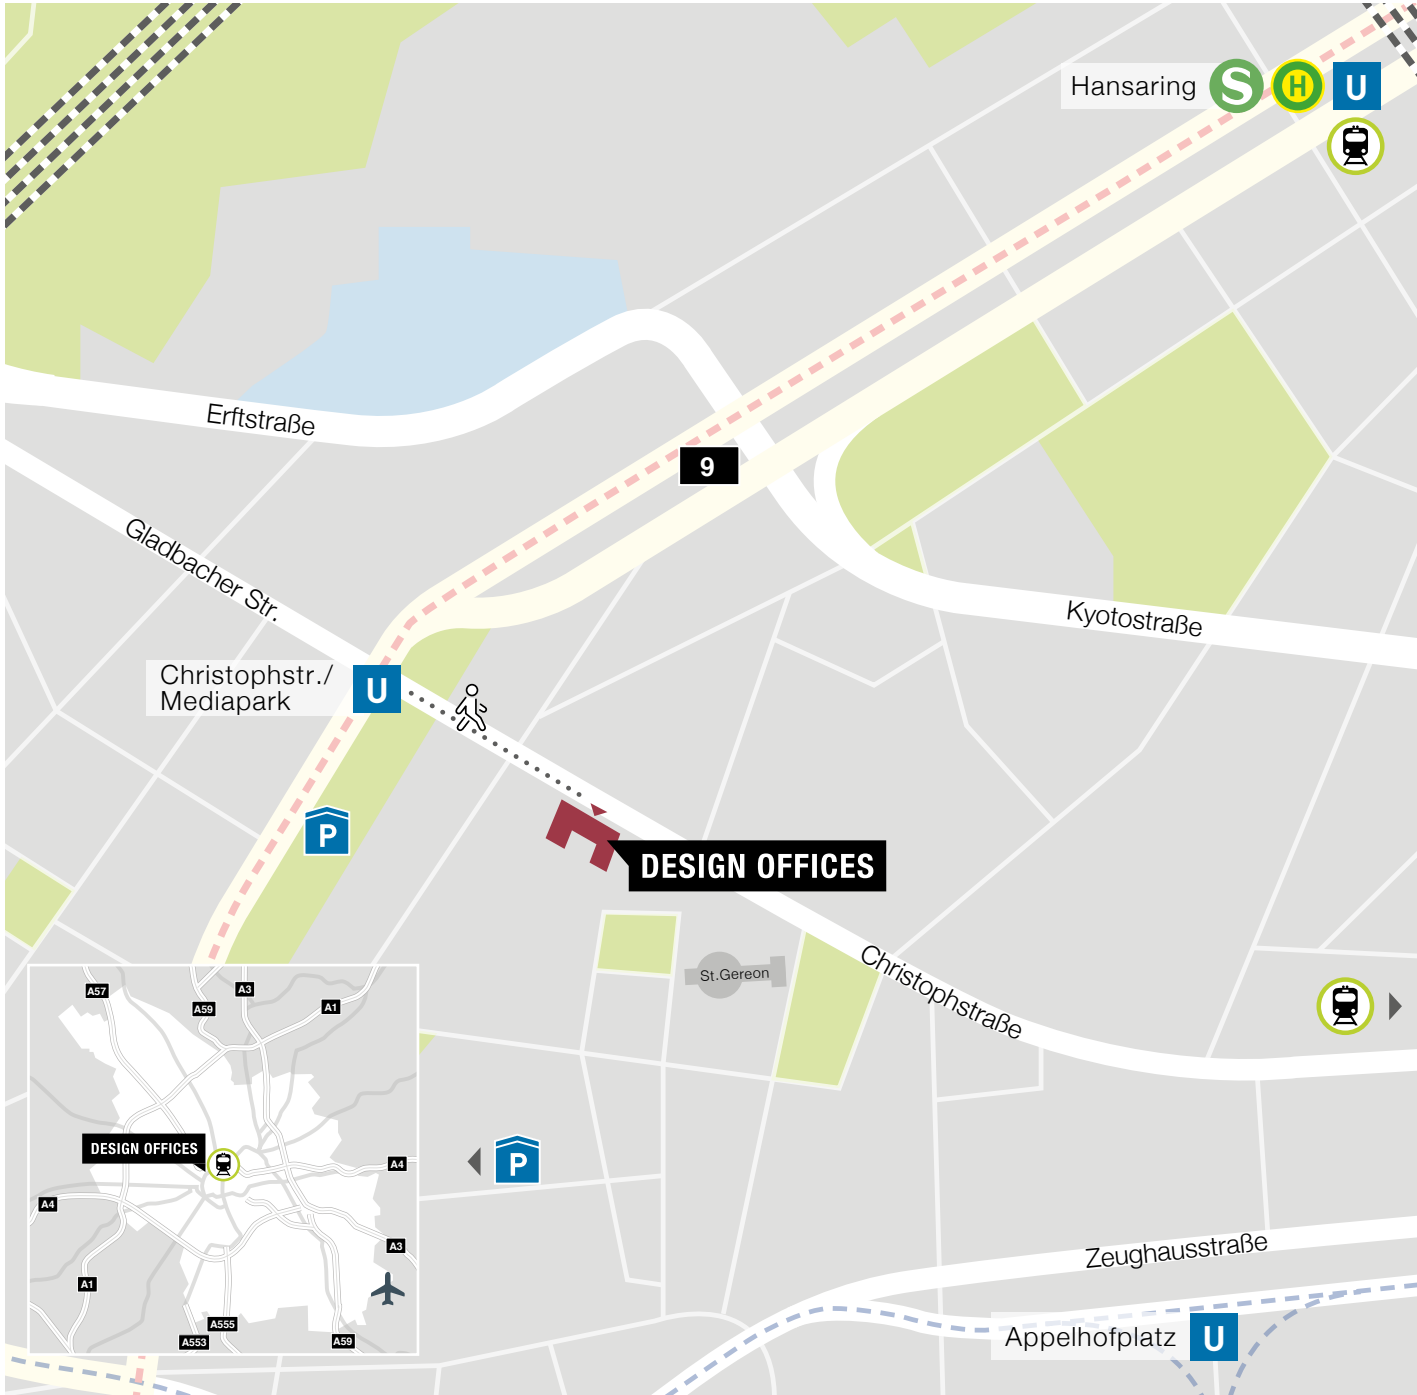 Hansaring
S
H
U
Erftstraße
9
Gladbacher Str.
Kyotostraße
Christophstr./
Mediapark
U
P
DESIGN OFFICES
St.Gereon
Christophstraße
A57
A59
A3
A1
DESIGN OFFICES
A4
A4
A3
A1
A555
A553
A59
P
Zeughausstraße
Appelhofplatz
U